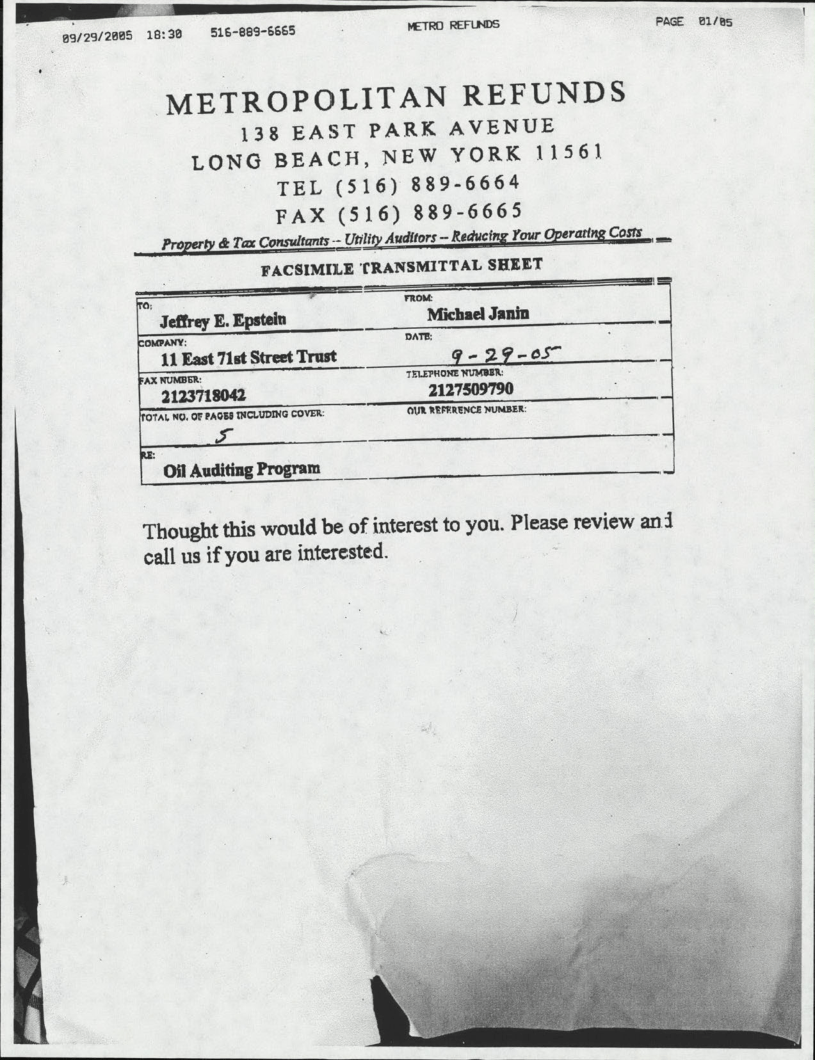 09/29/2005 18:30 516-889-6665 METRO REFUNDS PAGE 01/05
METROPOLITAN REFUNDS
138 EAST PARK AVENUE
LONG BEACH, NEW YORK 11561
TEL (516) 889-6664
FAX (516) 889-6665
Property & Tax Consultants -- Utility Auditors -- Reducing Your Operating Costs
FACSIMILE TRANSMITTAL SHEET
TO: FROM:
Jeffrey E. Epstein Michael Janin
COMPANY: DATE:
11 East 71st Street Trust 9-29-05
FAX NUMBER: TELEPHONE NUMBER:
2123718042 2127509790
TOTAL NO. OF PAGES INCLUDING COVER: OUR REFERENCE NUMBER:
5
RE:
Oil Auditing Program
Thought this would be of interest to you. Please review and
call us if you are interested.